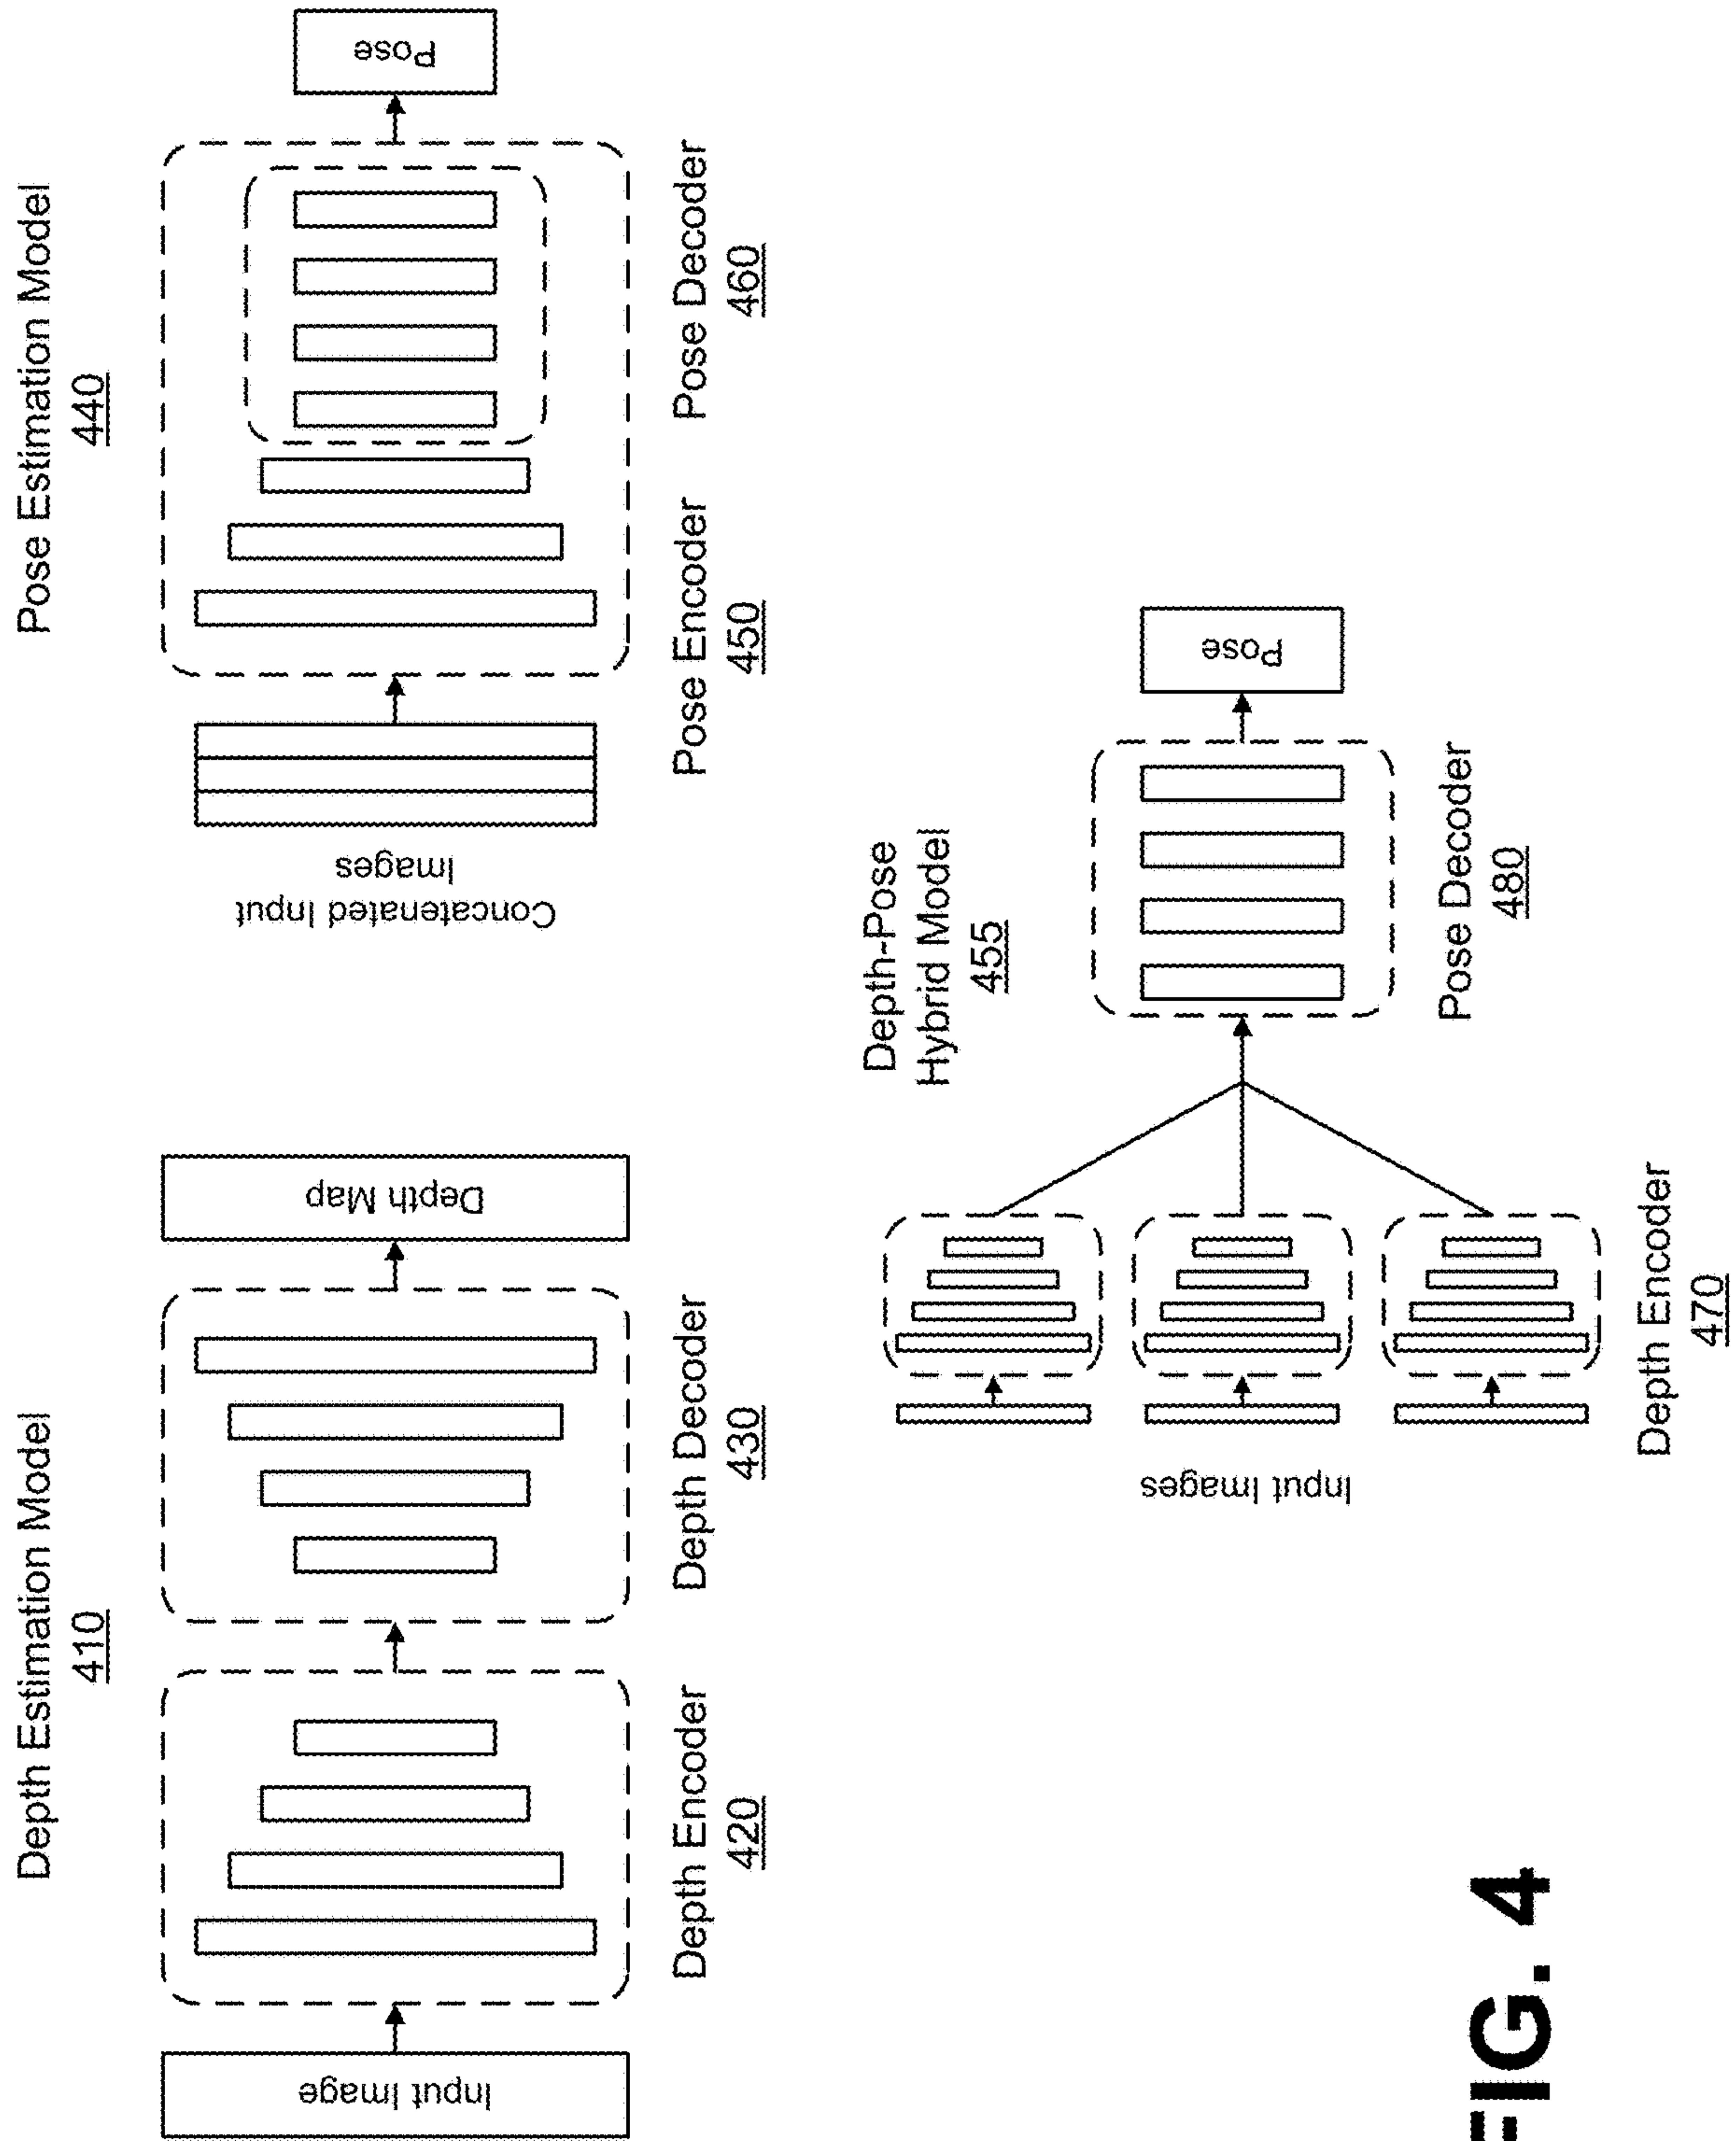 Depth Estimation Model
410
Input Image
Depth Map
Depth Encoder
420
Depth Decoder
430
Pose Estimation Model
440
Concatenated Input
Images
Pose
Pose Encoder
450
Pose Decoder
460
Depth-Pose
Hybrid Model
455
Input Images
Pose
Pose Decoder
480
Depth Encoder
470
FIG. 4